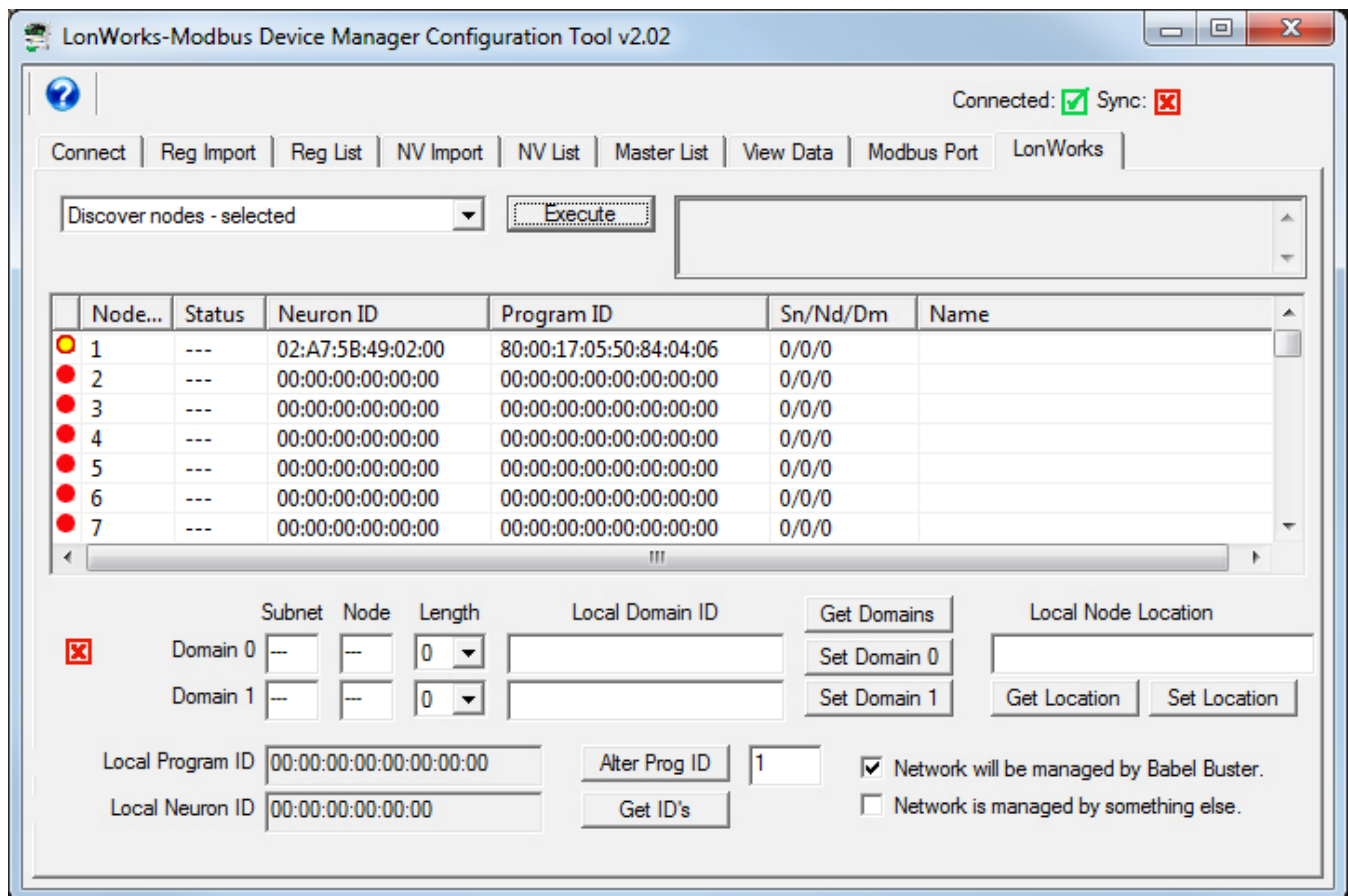 LonWorks-Modbus Device Manager Configuration Tool v2.02
Connected: Sync:
Connect Reg Import Reg List NV Import NV List Master List View Data Modbus Port LonWorks
Discover nodes - selected Execute
Node... Status Neuron ID Program ID Sn/Nd/Dm Name
1 --- 02:A7:5B:49:02:00 80:00:17:05:50:84:04:06 0/0/0
2 --- 00:00:00:00:00:00 00:00:00:00:00:00:00:00 0/0/0
3 --- 00:00:00:00:00:00 00:00:00:00:00:00:00:00 0/0/0
4 --- 00:00:00:00:00:00 00:00:00:00:00:00:00:00 0/0/0
5 --- 00:00:00:00:00:00 00:00:00:00:00:00:00:00 0/0/0
6 --- 00:00:00:00:00:00 00:00:00:00:00:00:00:00 0/0/0
7 --- 00:00:00:00:00:00 00:00:00:00:00:00:00:00 0/0/0
Subnet Node Length Local Domain ID Get Domains Local Node Location
Domain 0 --- --- 0 Set Domain 0
Domain 1 --- --- 0 Set Domain 1 Get Location Set Location
Local Program ID 00:00:00:00:00:00:00:00 Alter Prog ID 1 Network will be managed by Babel Buster.
Local Neuron ID 00:00:00:00:00:00 Get ID's Network is managed by something else.